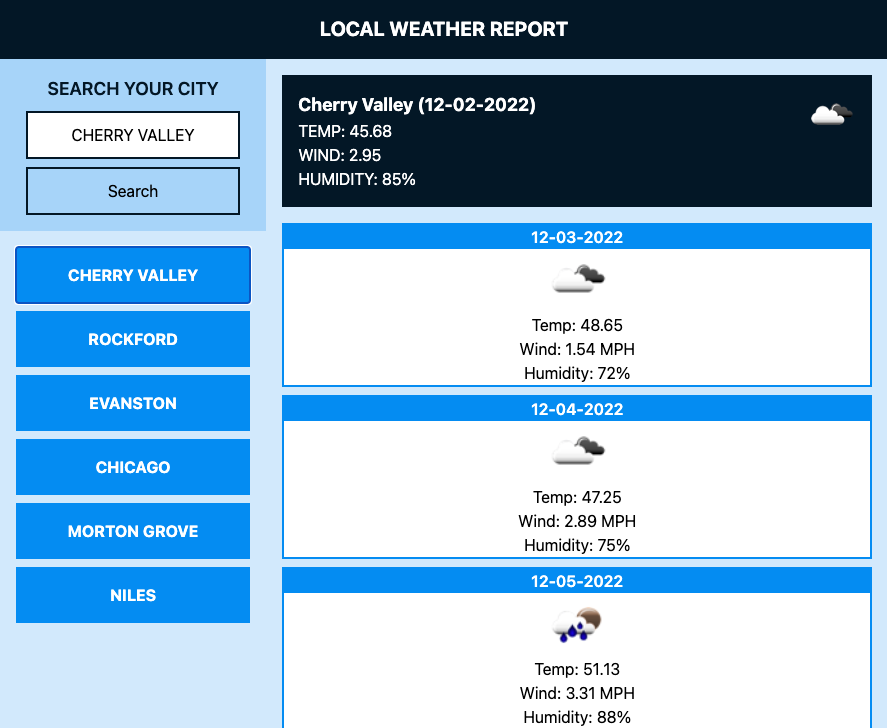 LOCAL WEATHER REPORT
SEARCH YOUR CITY
CHERRY VALLEY
Search
CHERRY VALLEY
ROCKFORD
EVANSTON
CHICAGO
MORTON GROVE
NILES
Cherry Valley (12-02-2022)
TEMP: 45.68
WIND: 2.95
HUMIDITY: 85%
12-03-2022
Temp: 48.65
Wind: 1.54 MPH
Humidity: 72%
12-04-2022
Temp: 47.25
Wind: 2.89 MPH
Humidity: 75%
12-05-2022
Temp: 51.13
Wind: 3.31 MPH
Humidity: 88%